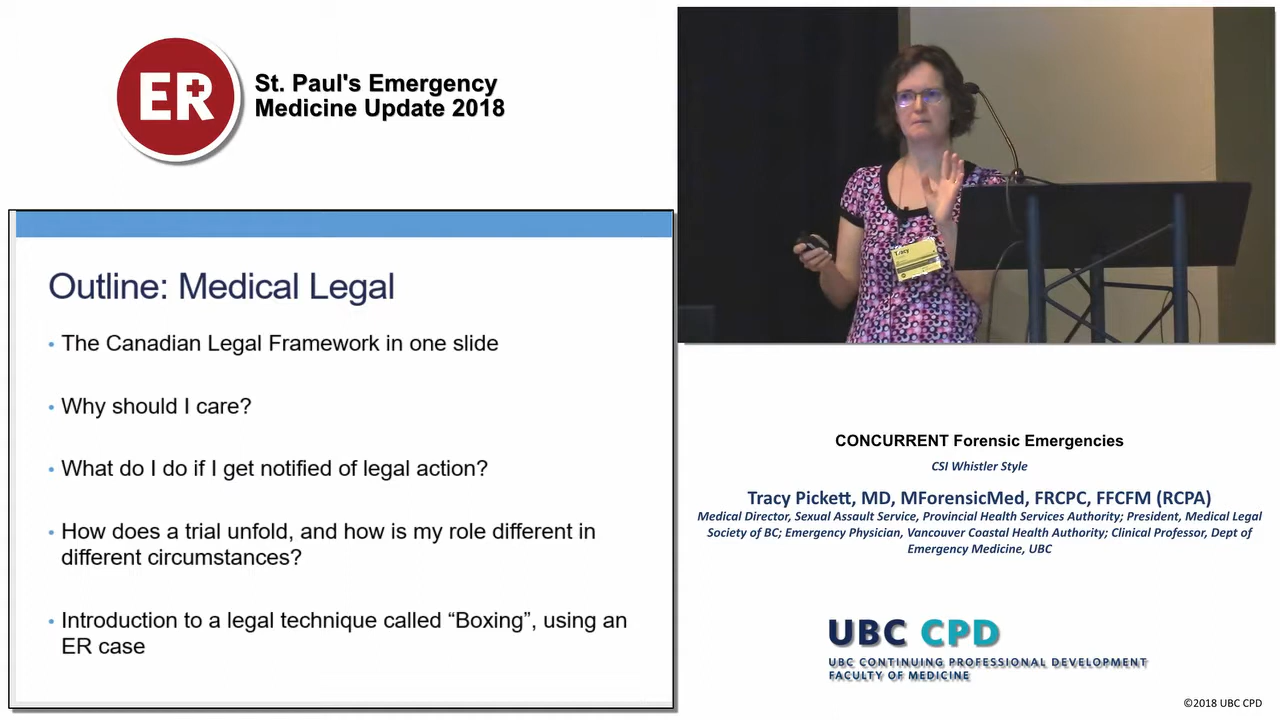 ER
St. Paul's Emergency
Medicine Update 2018
Outline: Medical Legal
• The Canadian Legal Framework in one slide
• Why should I care?
• What do I do if I get notified of legal action?
• How does a trial unfold, and how is my role different in
different circumstances?
• Introduction to a legal technique called “Boxing”, using an
ER case
Tracy
CONCURRENT Forensic Emergencies
CSI Whistler Style
Tracy Pickett, MD, MForensicMed, FRCPC, FFCFM (RCPA)
Medical Director, Sexual Assault Service, Provincial Health Services Authority; President, Medical Legal
Society of BC; Emergency Physician, Vancouver Coastal Health Authority; Clinical Professor, Dept of
Emergency Medicine, UBC
UBC CPD
UBC CONTINUING PROFESSIONAL DEVELOPMENT
FACULTY OF MEDICINE
©2018 UBC CPD